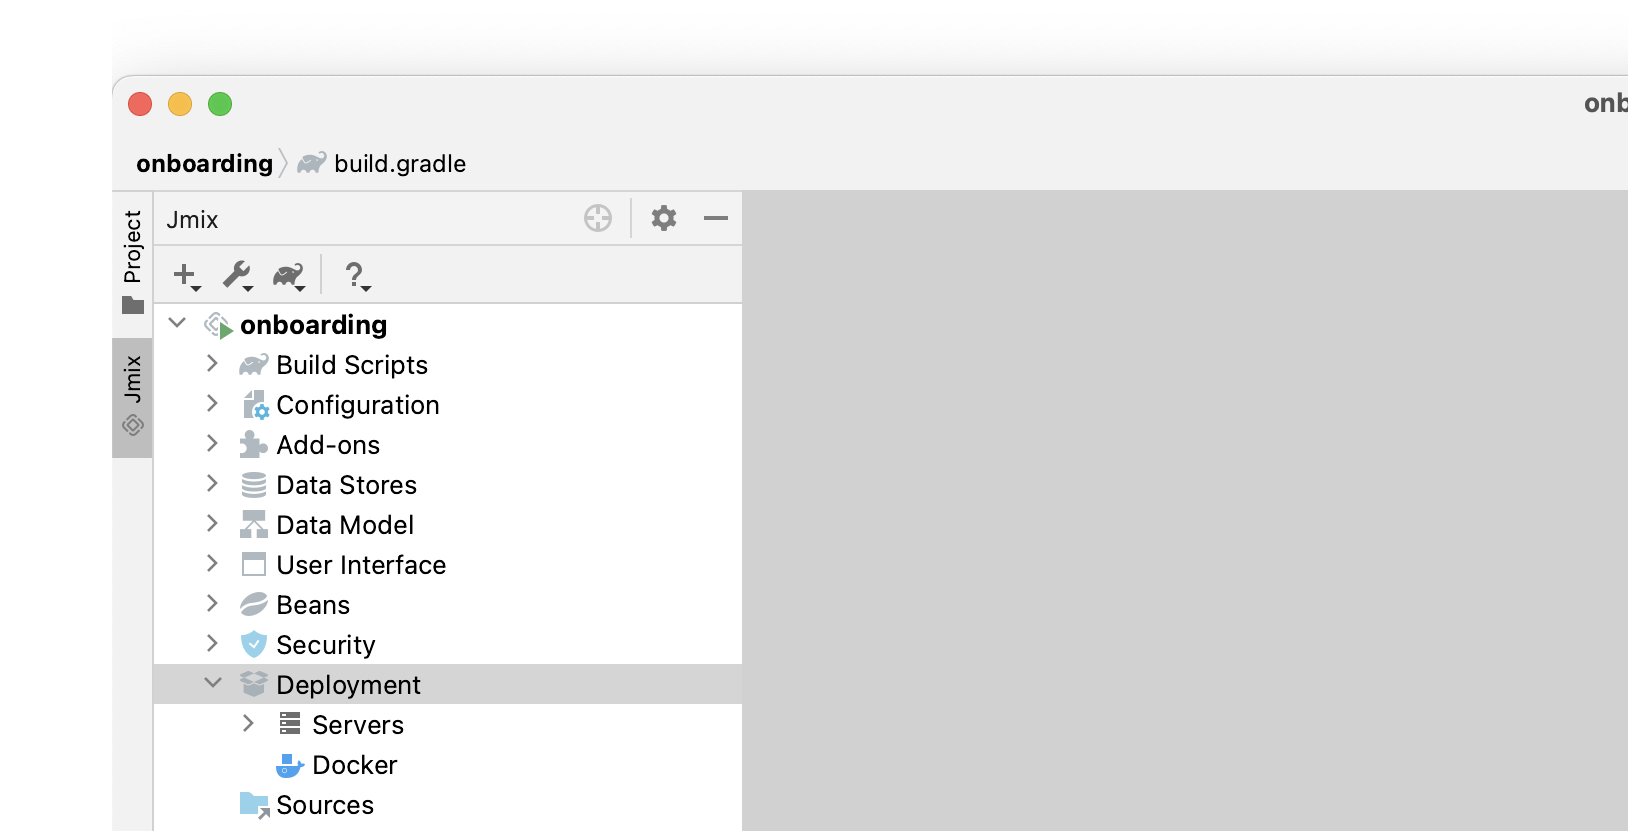 onb
onboarding build.gradle
Project
Jmix
Jmix
?
onboarding
Build Scripts
Configuration
Add-ons
Data Stores
Data Model
User Interface
Beans
Security
Deployment
Servers
Docker
Sources